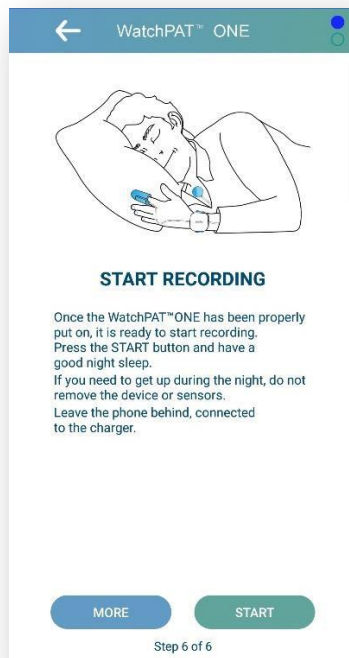 WatchPAT™ ONE
START RECORDING
Once the WatchPAT™ONE has been properly
put on, it is ready to start recording.
Press the START button and have a
good night sleep.
If you need to get up during the night, do not
remove the device or sensors.
Leave the phone behind, connected
to the charger.
MORE
START
Step 6 of 6